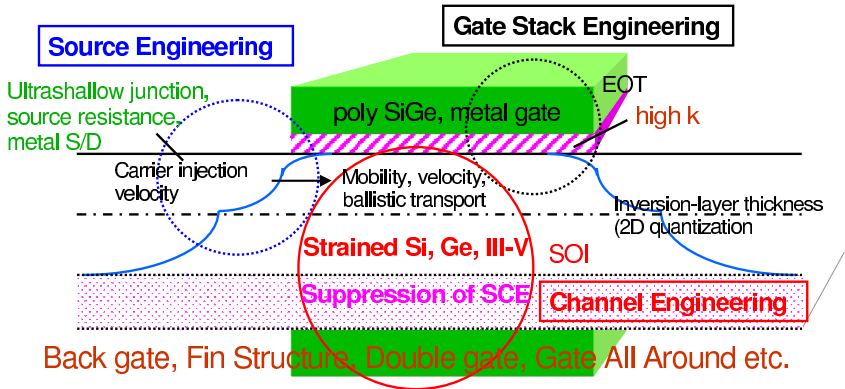 Gate Stack Engineering
Source Engineering
Ultrashallow junction,
source resistance,
metal S/D
EOT
poly SiGe, metal gate
high k
Carrier injection
velocity
Mobility, velocity,
ballistic transport
Inversion-layer thickness
(2D quantization
Strained Si, Ge, III-V
SOI
Suppression of SCE
Channel Engineering
Back gate, Fin Structure, Double gate, Gate All Around etc.